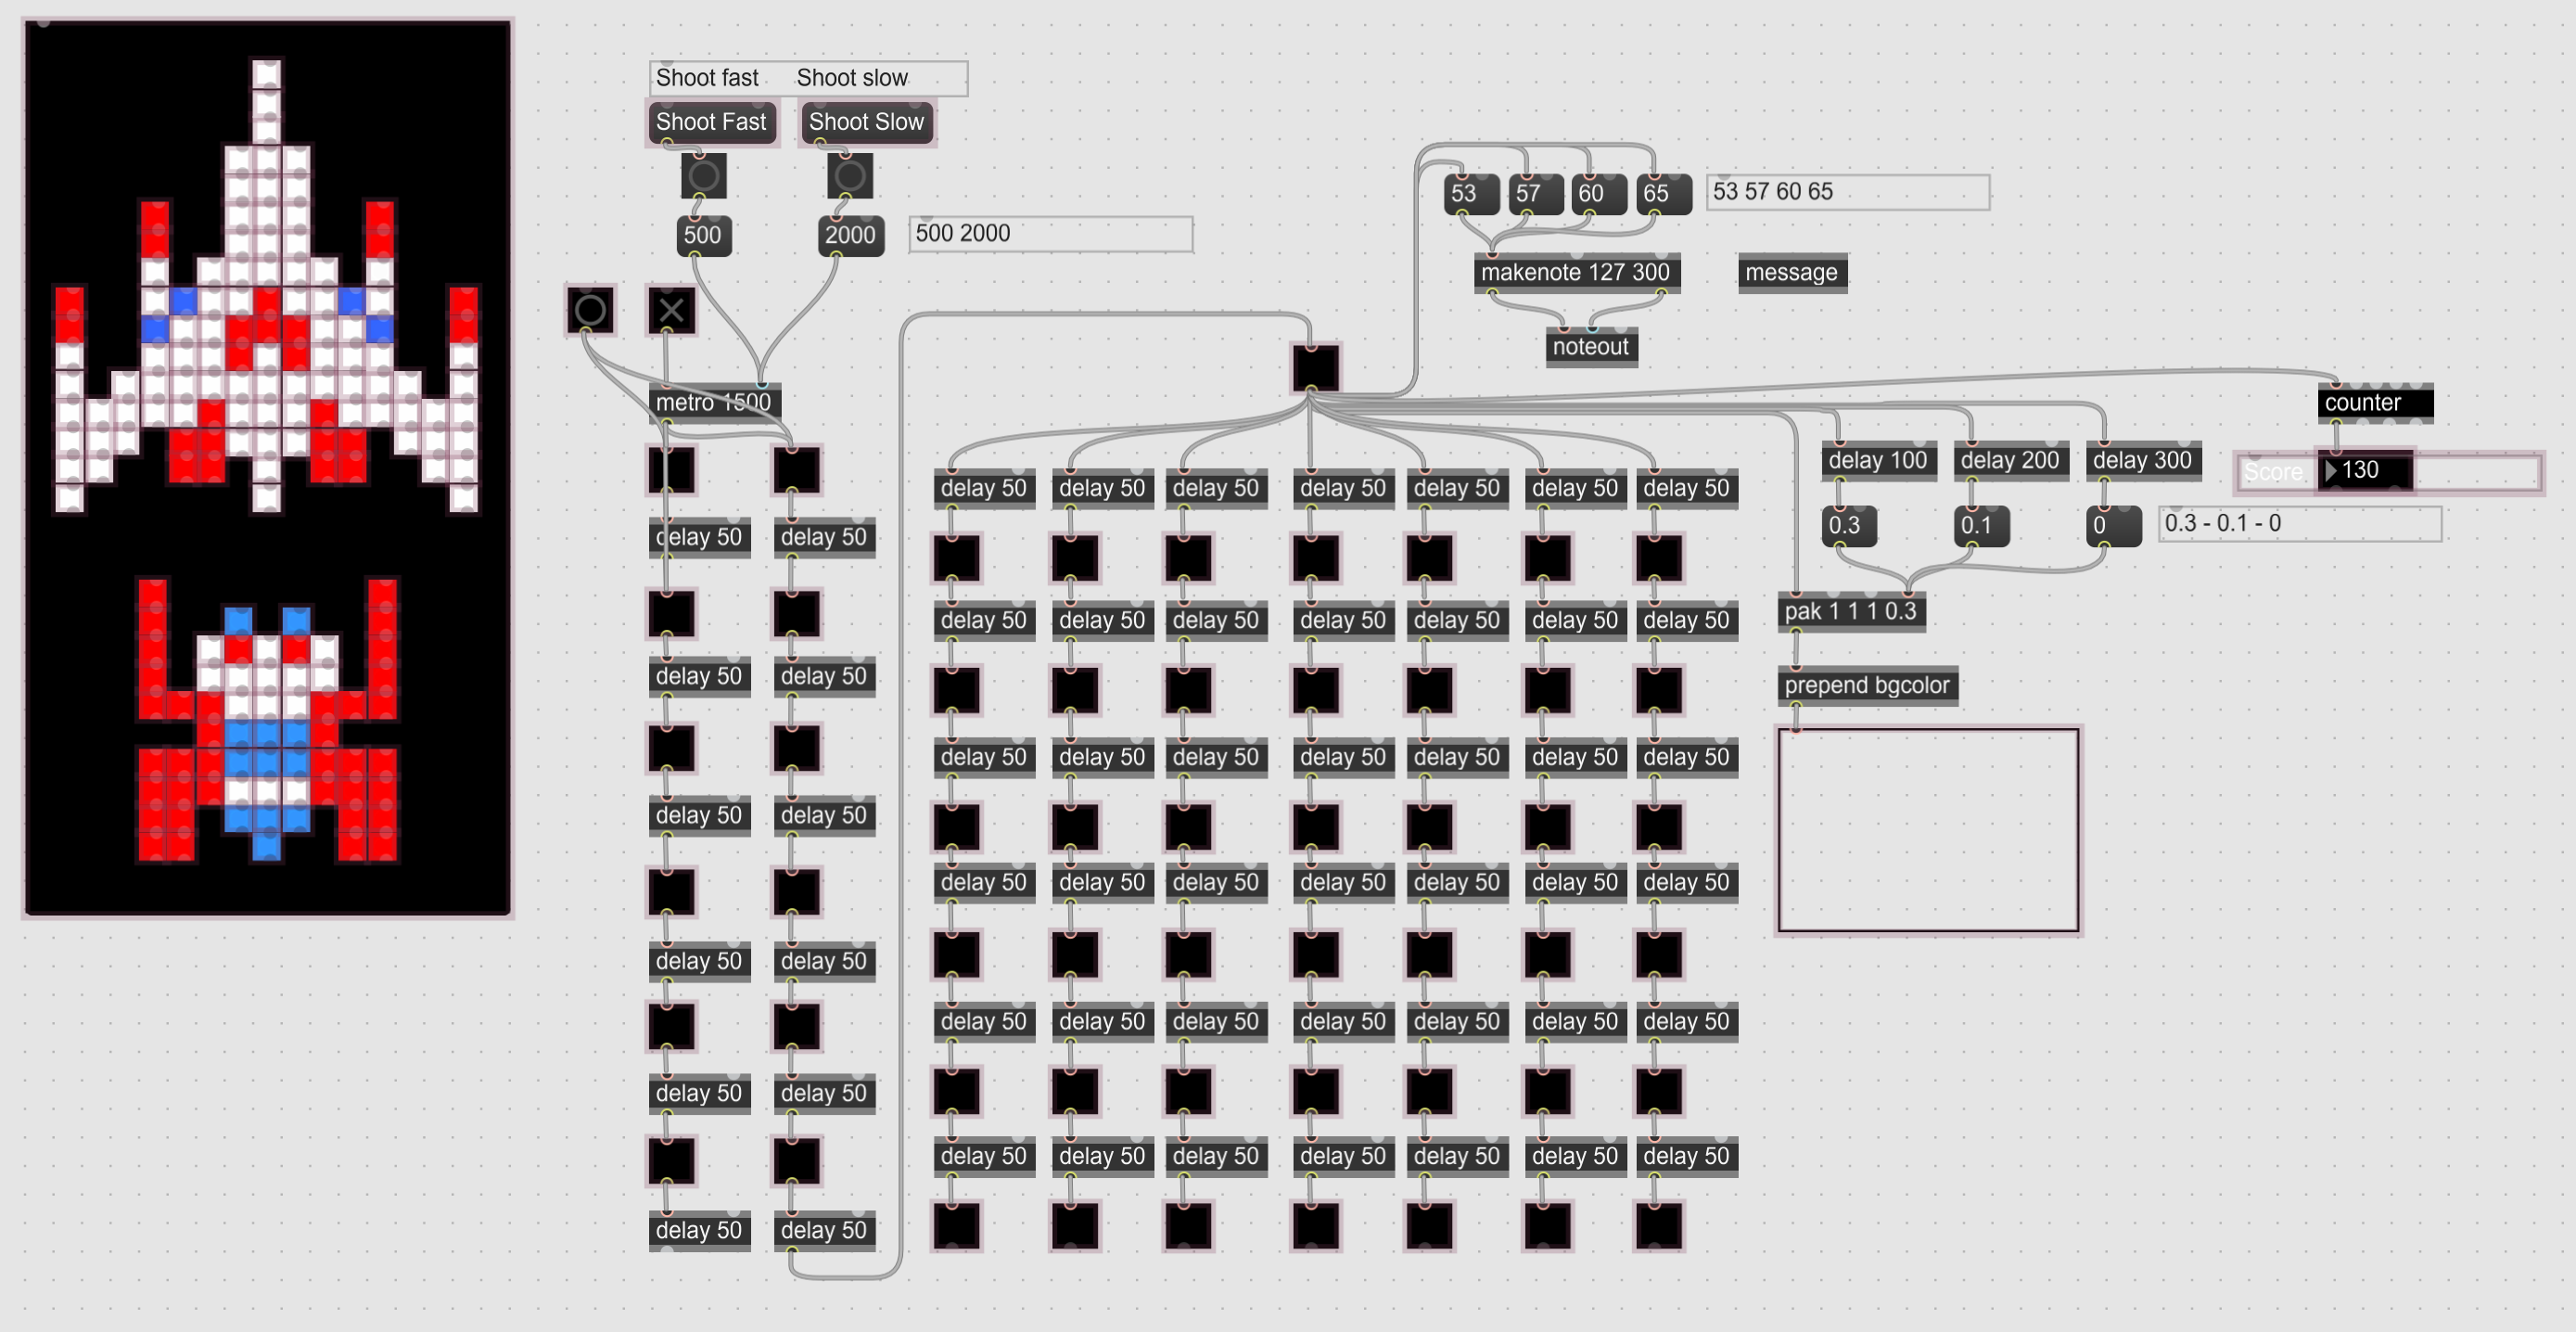 Shoot fast Shoot slow
Shoot Fast Shoot Slow
53 57 60 65 53 57 60 65
500 2000 500 2000
makenote 127 300 message
noteout
metro 1500 counter
delay 100 delay 200 delay 300 Score 130
delay 50 delay 50 delay 50 delay 50 delay 50 delay 50 delay 50
0.3 0.1 0 0.3 - 0.1 - 0
delay 50 delay 50
pak 1 1 1 0.3
delay 50 delay 50 delay 50 delay 50 delay 50 delay 50 delay 50
delay 50 delay 50 prepend bgcolor
delay 50 delay 50 delay 50 delay 50 delay 50 delay 50 delay 50
delay 50 delay 50
delay 50 delay 50 delay 50 delay 50 delay 50 delay 50 delay 50
delay 50 delay 50
delay 50 delay 50 delay 50 delay 50 delay 50 delay 50 delay 50
delay 50 delay 50
delay 50 delay 50 delay 50 delay 50 delay 50 delay 50 delay 50
delay 50 delay 50